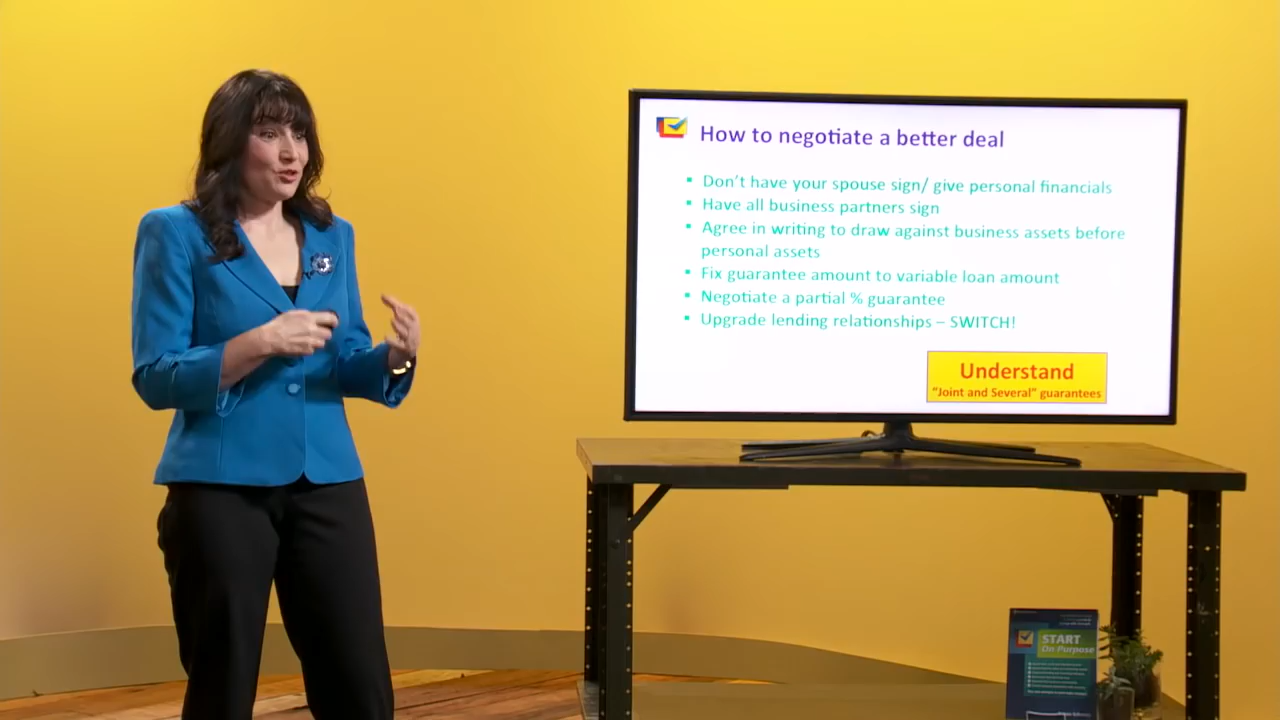 How to negotiate a better deal
Don't have your spouse sign/ give personal financials
Have all business partners sign
Agree in writing to draw against business assets before
personal assets
Fix guarantee amount to variable loan amount
Negotiate a partial % guarantee
Upgrade lending relationships – SWITCH!
Understand
"Joint and Several" guarantees
START
On Purpose